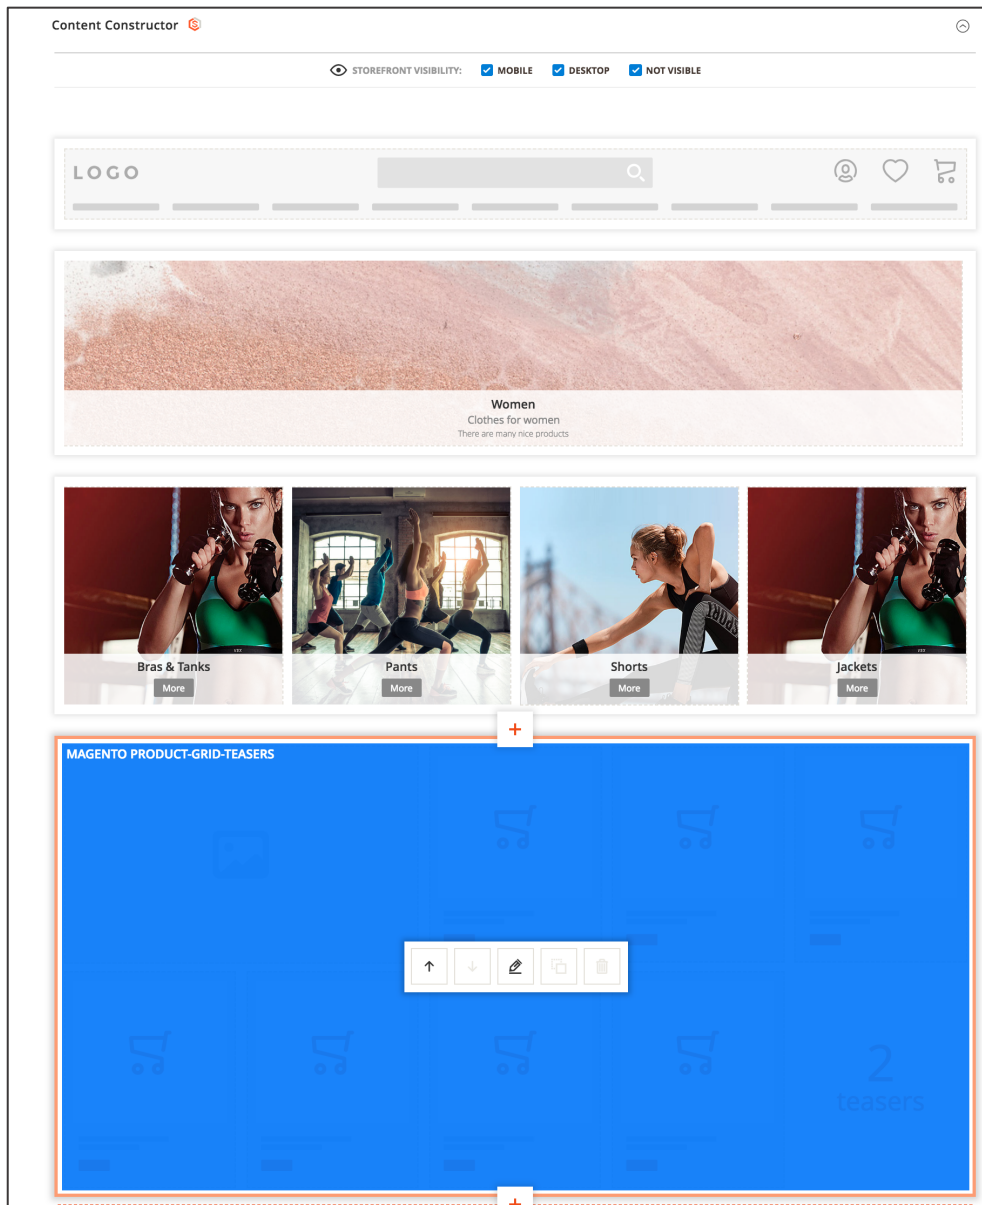 Content Constructor
STOREFRONT VISIBILITY: MOBILE DESKTOP NOT VISIBLE
LOGO
Women
Clothes for women
There are many nice products
Bras & Tanks
More
Pants
More
Shorts
More
Jackets
More
MAGENTO PRODUCT-GRID-TEASERS
2
teasers